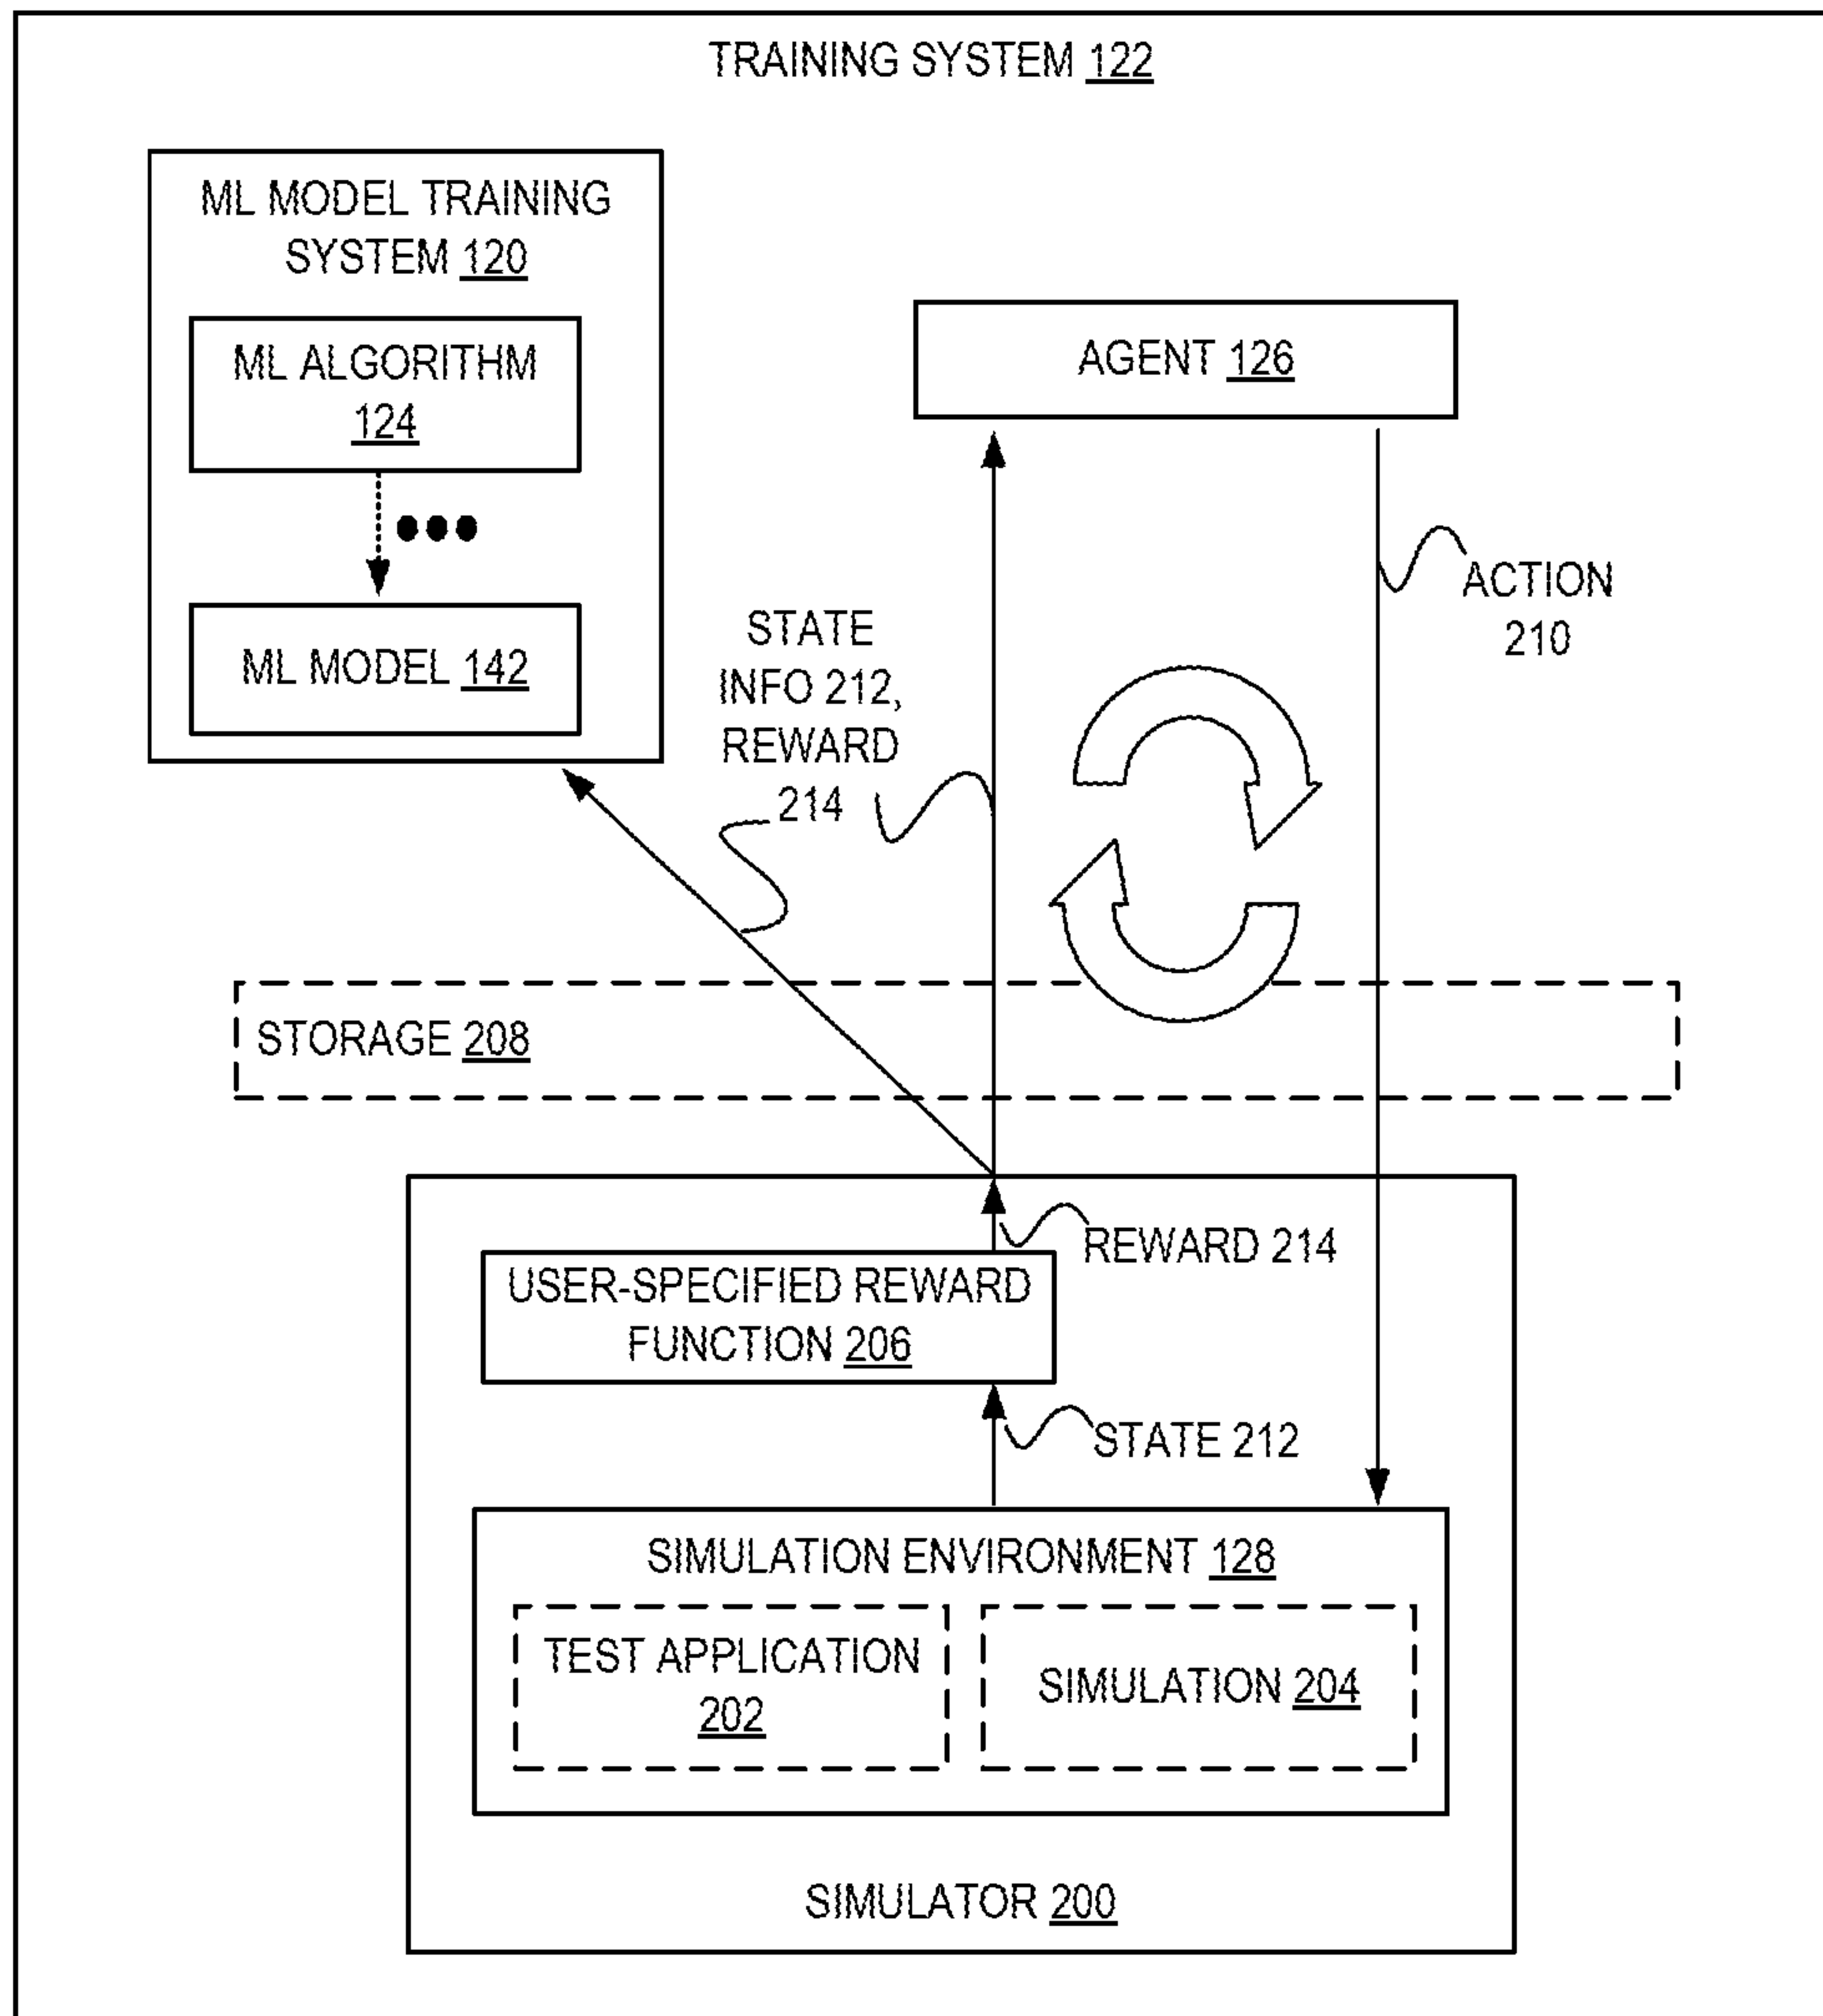 TRAINING SYSTEM 122
ML MODEL TRAINING
SYSTEM 120
ML ALGORITHM
124
ML MODEL 142
AGENT 126
ACTION
210
STATE
INFO 212,
REWARD
214
STORAGE 208
REWARD 214
USER-SPECIFIED REWARD
FUNCTION 206
STATE 212
SIMULATION ENVIRONMENT 128
TEST APPLICATION
202
SIMULATION 204
SIMULATOR 200